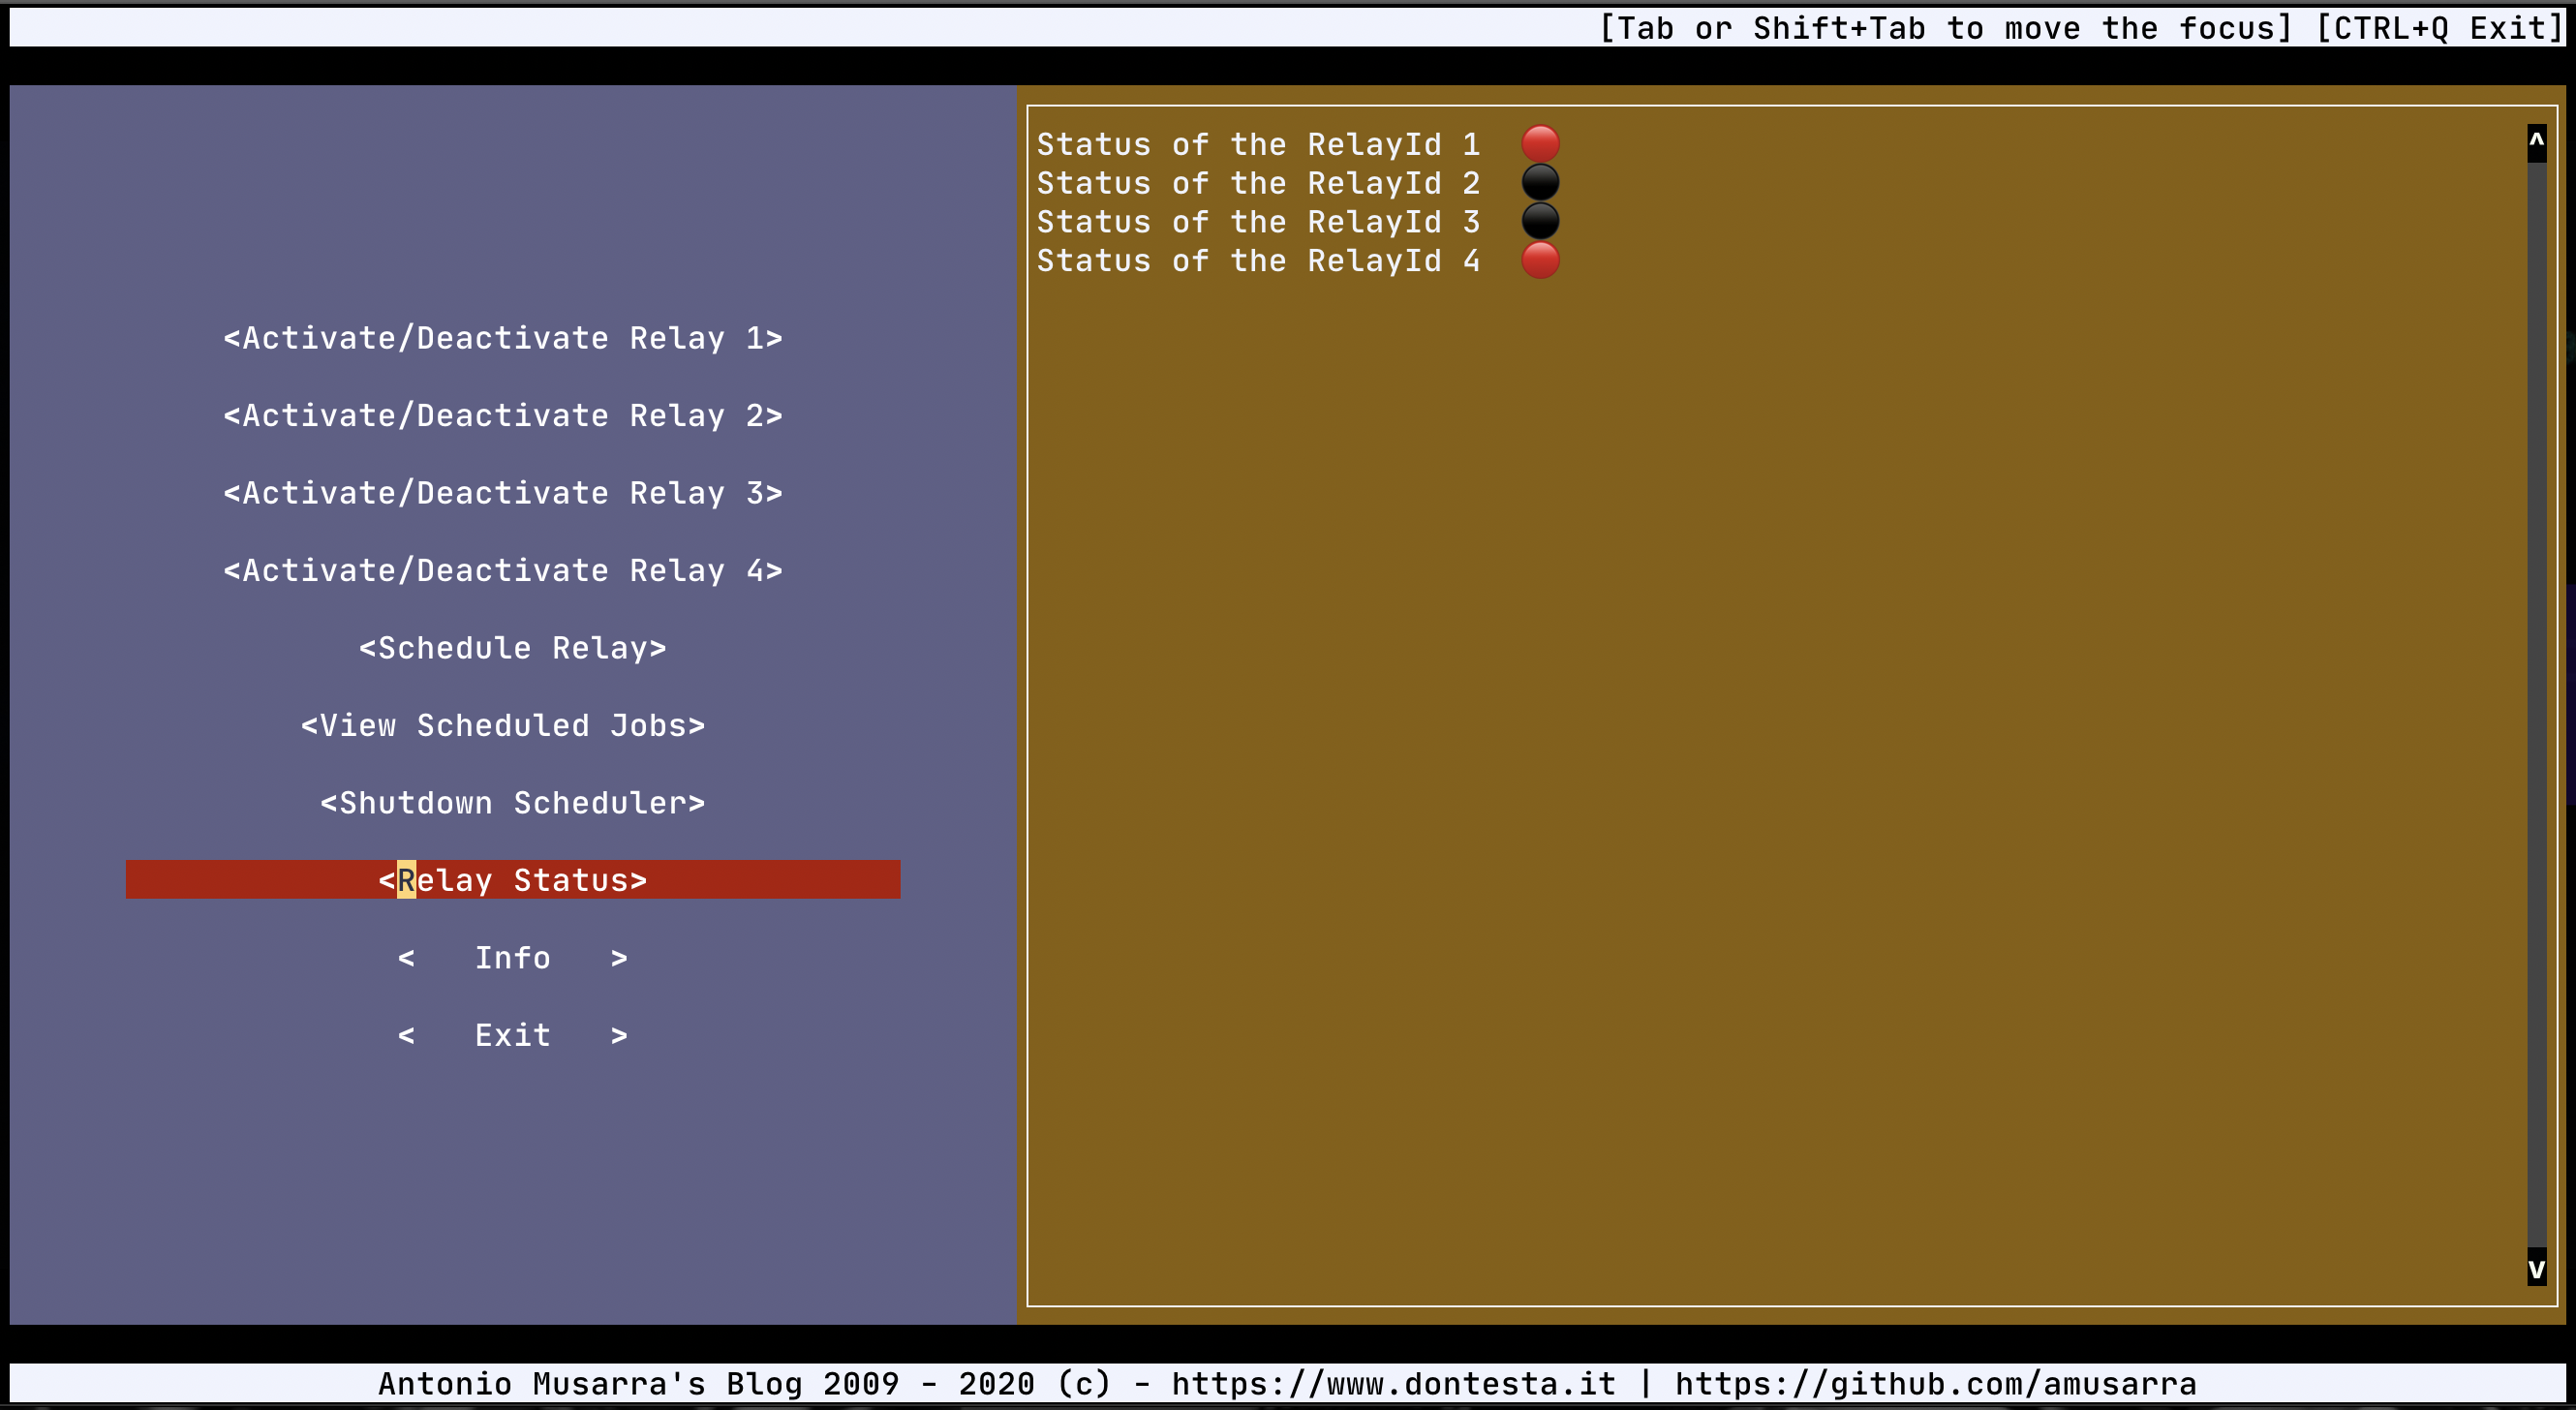 [Tab or Shift+Tab to move the focus] [CTRL+Q Exit]
<Activate/Deactivate Relay 1>
<Activate/Deactivate Relay 2>
<Activate/Deactivate Relay 3>
<Activate/Deactivate Relay 4>
<Schedule Relay>
<View Scheduled Jobs>
<Shutdown Scheduler>
<Relay Status>
<   Info   >
<   Exit   >
Status of the RelayId 1
Status of the RelayId 2
Status of the RelayId 3
Status of the RelayId 4
^
v
Antonio Musarra's Blog 2009 - 2020 (c) - https://www.dontesta.it | https://github.com/amusarra